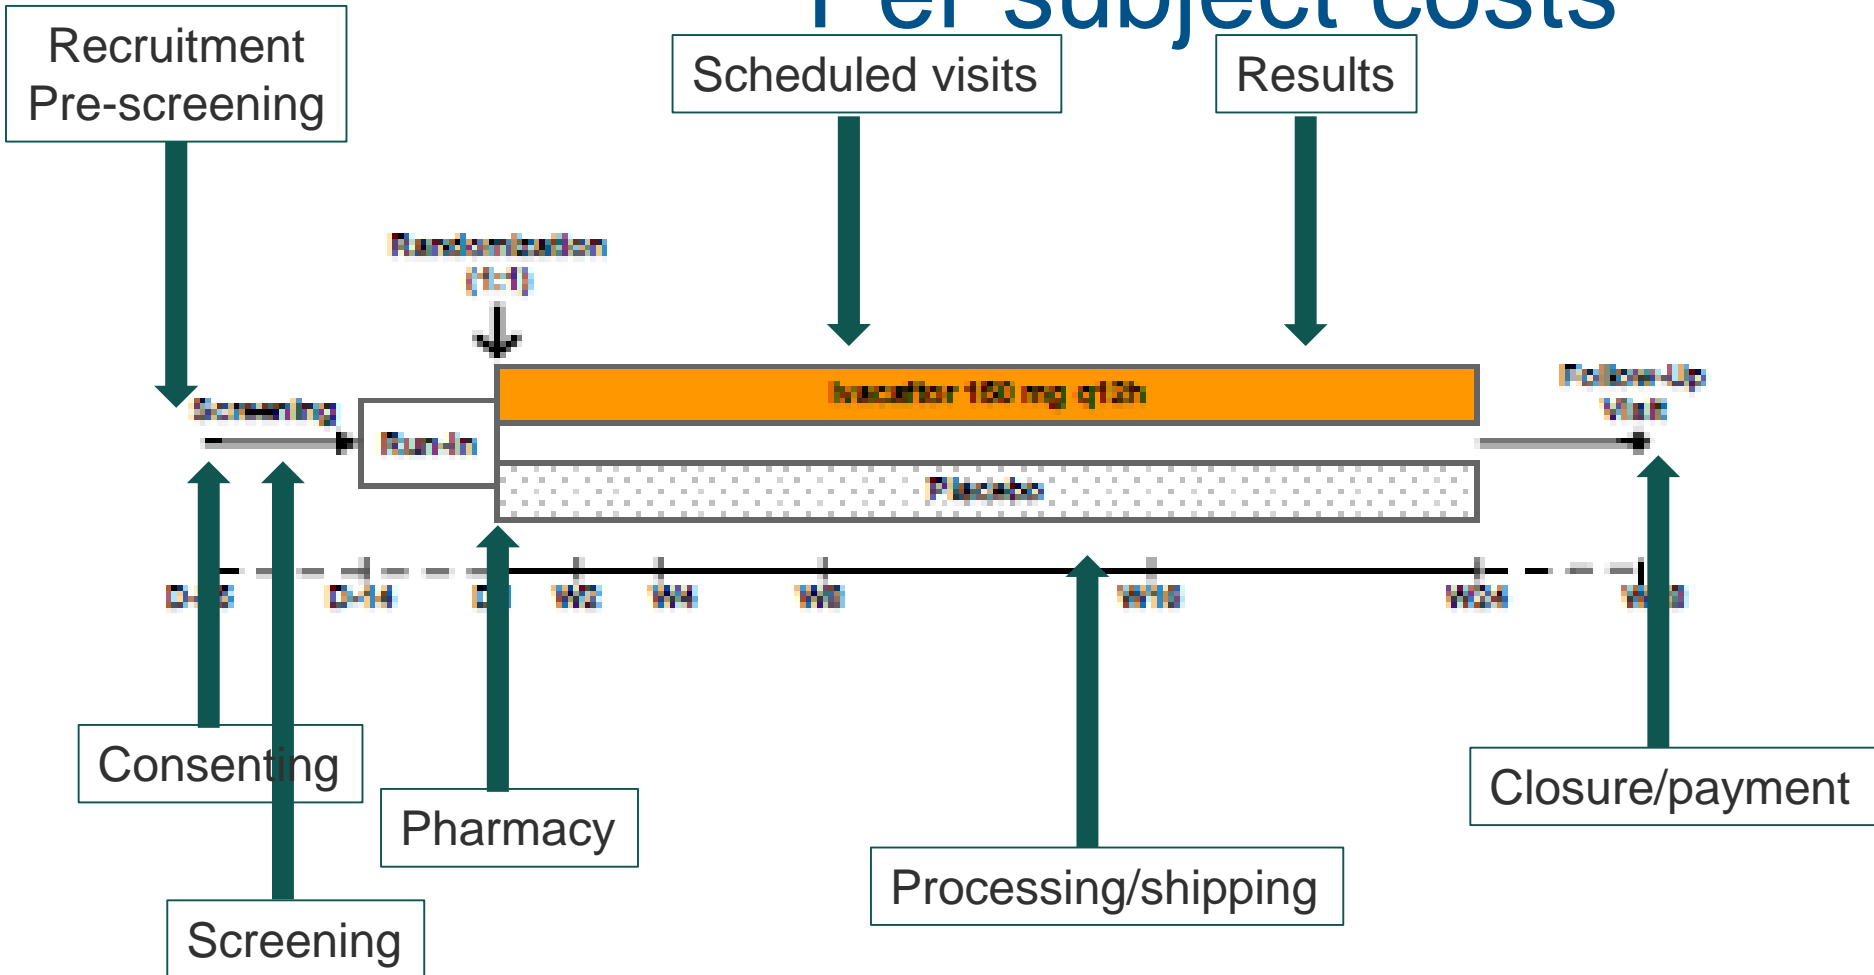 Per subject costs
Recruitment
Pre-screening
Scheduled visits
Results
Randomization
(1:1)
Screening
Run-In
Ivacaftor 150 mg q12h
Placebo
Follow-Up
Visit
D-14
W2
W4
W8
W16
W24
Consenting
Pharmacy
Closure/payment
Processing/shipping
Screening